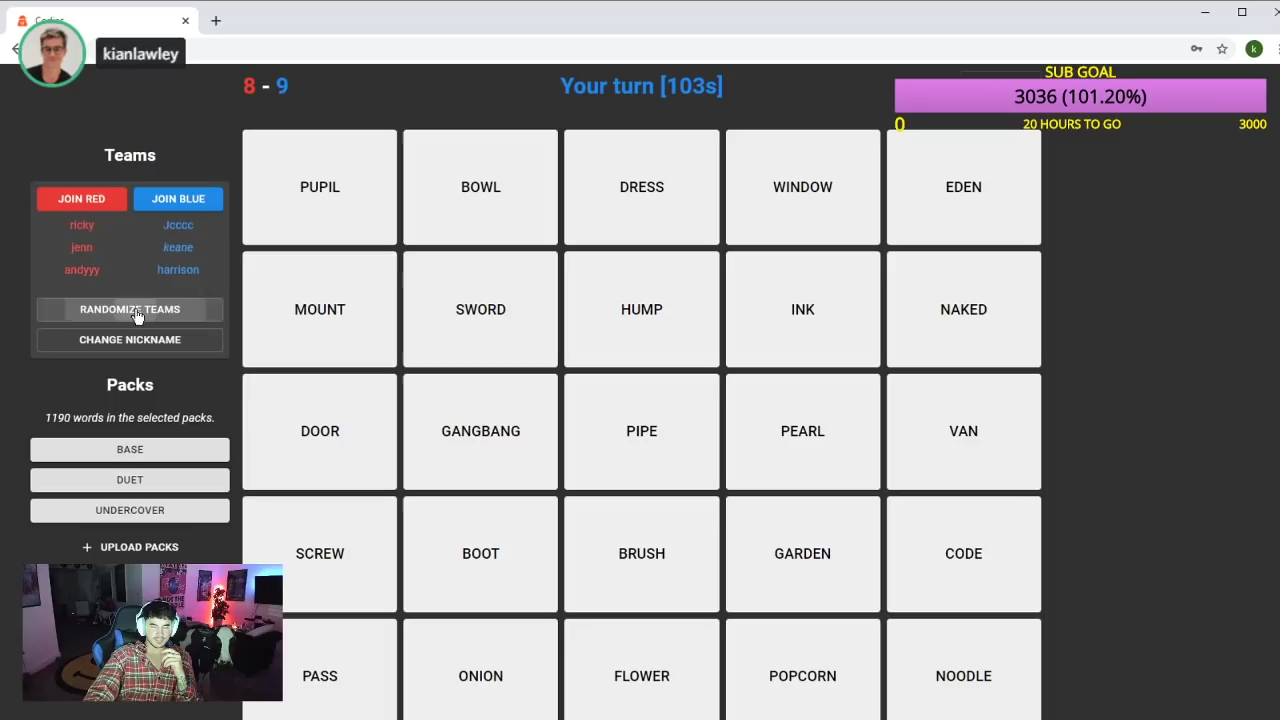 Codies
kianlawley
k
8 - 9
Your turn [103s]
SUB GOAL
3036 (101.20%)
0
20 HOURS TO GO
3000
Teams
JOIN RED
JOIN BLUE
ricky
Jcccc
jenn
keane
andyyy
harrison
RANDOMIZE TEAMS
CHANGE NICKNAME
Packs
1190 words in the selected packs.
BASE
DUET
UNDERCOVER
+ UPLOAD PACKS
PUPIL
BOWL
DRESS
WINDOW
EDEN
MOUNT
SWORD
HUMP
INK
NAKED
DOOR
GANGBANG
PIPE
PEARL
VAN
SCREW
BOOT
BRUSH
GARDEN
CODE
PASS
ONION
FLOWER
POPCORN
NOODLE